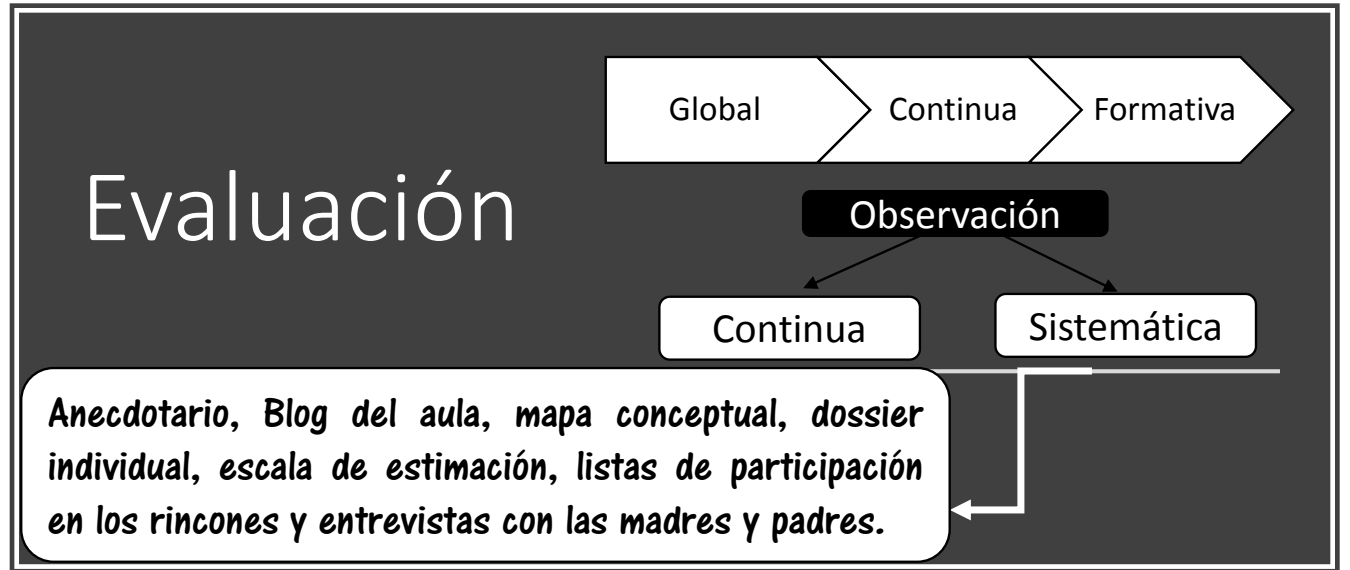 Evaluación
Global
Continua
Formativa
Observación
Continua
Sistemática
Anecdotario, Blog del aula, mapa conceptual, dossier
individual, escala de estimación, listas de participación
en los rincones y entrevistas con las madres y padres.